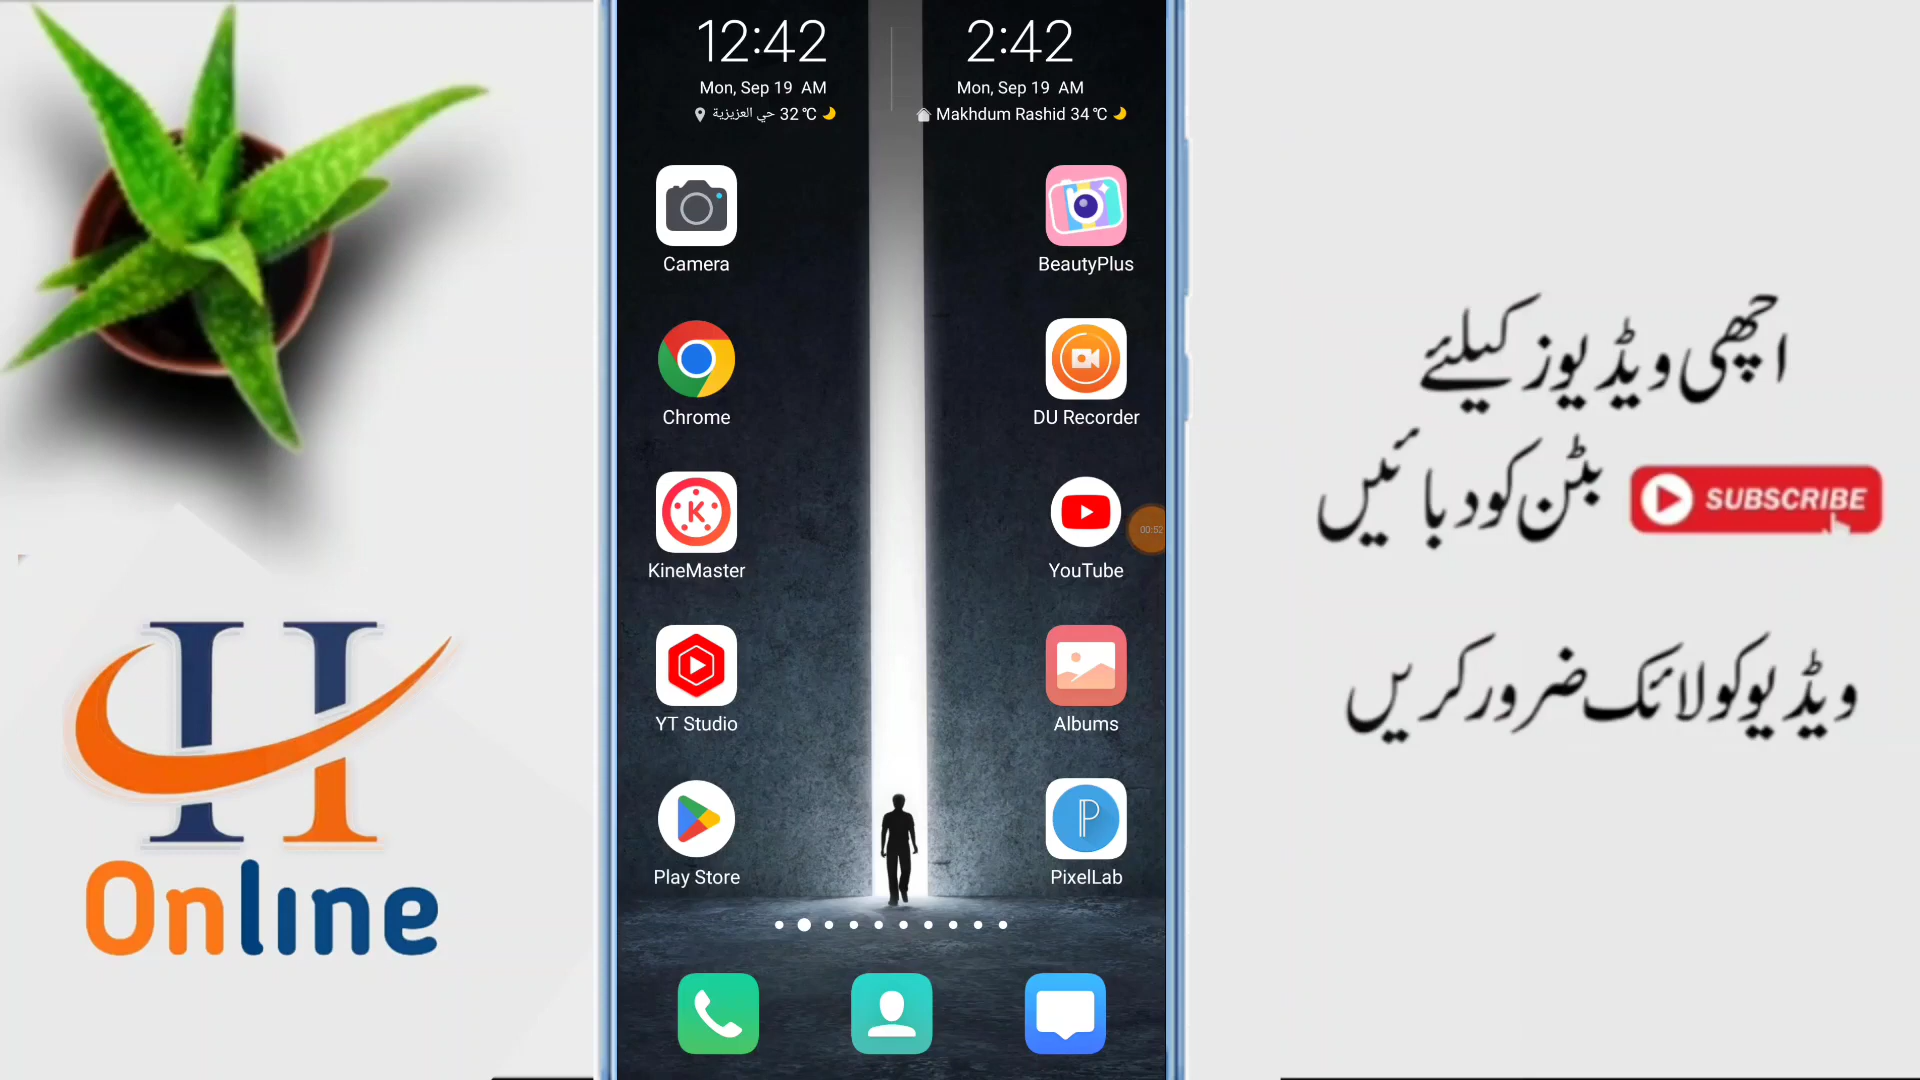 12:42
Mon, Sep 19 AM
حي العزيزية 32 °C
2:42
Mon, Sep 19 AM
Makhdum Rashid 34 °C
Camera
BeautyPlus
Chrome
DU Recorder
KineMaster
YouTube
00:52
YT Studio
Albums
Play Store
PixelLab
H
Online
اچھی ویڈیوز کیلئے
بٹن کو دبائیں
SUBSCRIBE
ویڈیو کو لائک ضرور کریں